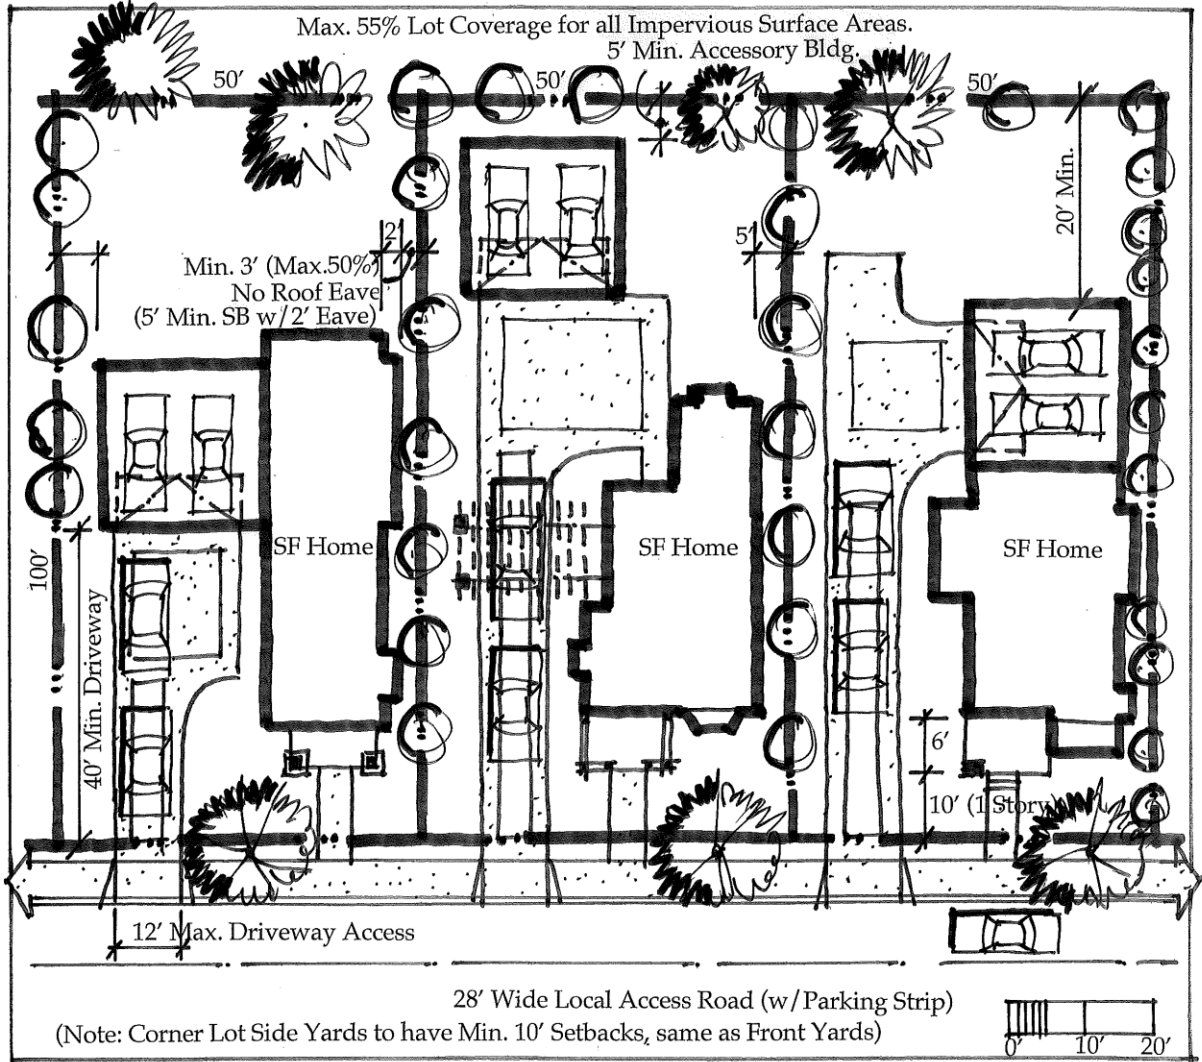 Max. 55% Lot Coverage for all Impervious Surface Areas.
5' Min. Accessory Bldg.
50'
50'
50'
20' Min.
2'
5'
Min. 3' (Max.50%)
No Roof Eave
(5' Min. SB w/2' Eave)
100'
SF Home
SF Home
SF Home
40' Min. Driveway
6'
10' (1 Story)
12' Max. Driveway Access
28' Wide Local Access Road (w/Parking Strip)
(Note: Corner Lot Side Yards to have Min. 10' Setbacks, same as Front Yards)
0' 10' 20'